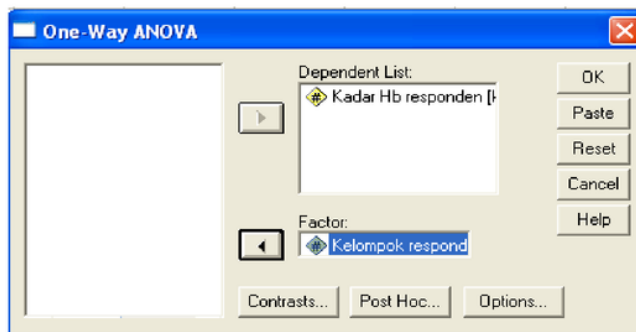 One-Way ANOVA
Dependent List:
# Kadar Hb responden [k
OK
Paste
Reset
Cancel
Help
Factor:
# Kelompok respond
Contrasts...
Post Hoc...
Options...